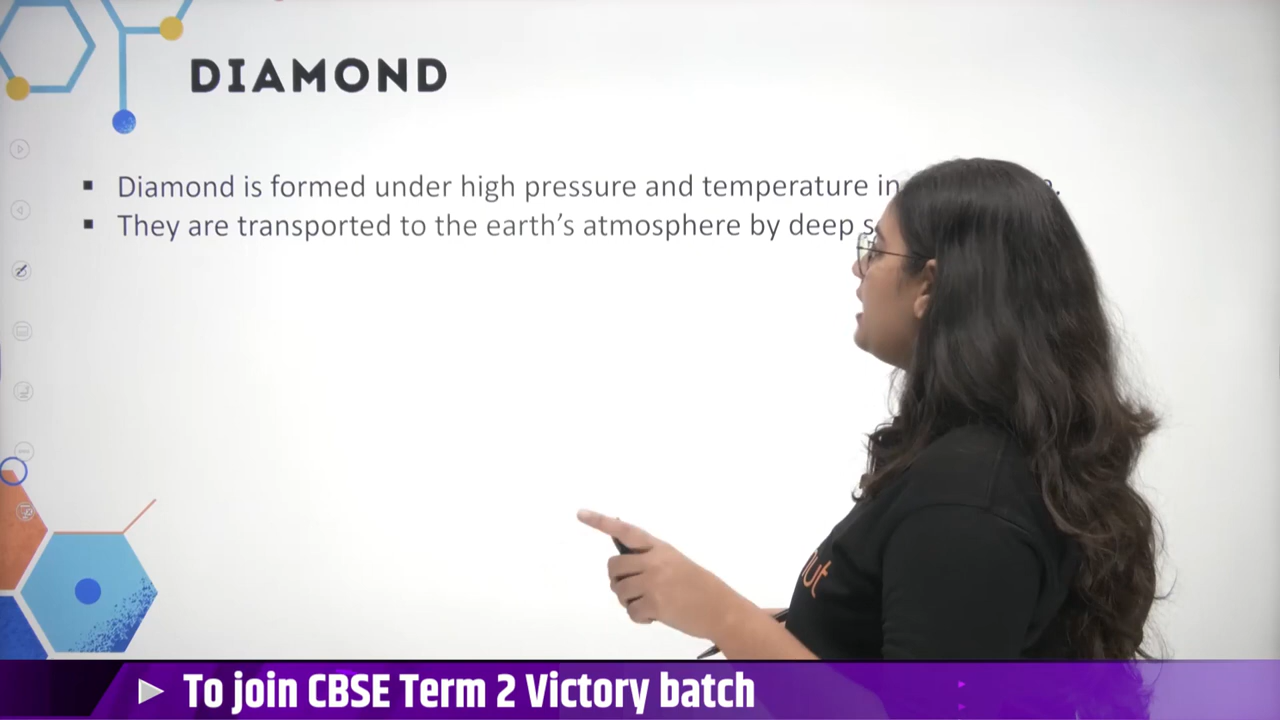 DIAMOND
Diamond is formed under high pressure and temperature in
They are transported to the earth's atmosphere by deep
To join CBSE Term 2 Victory batch